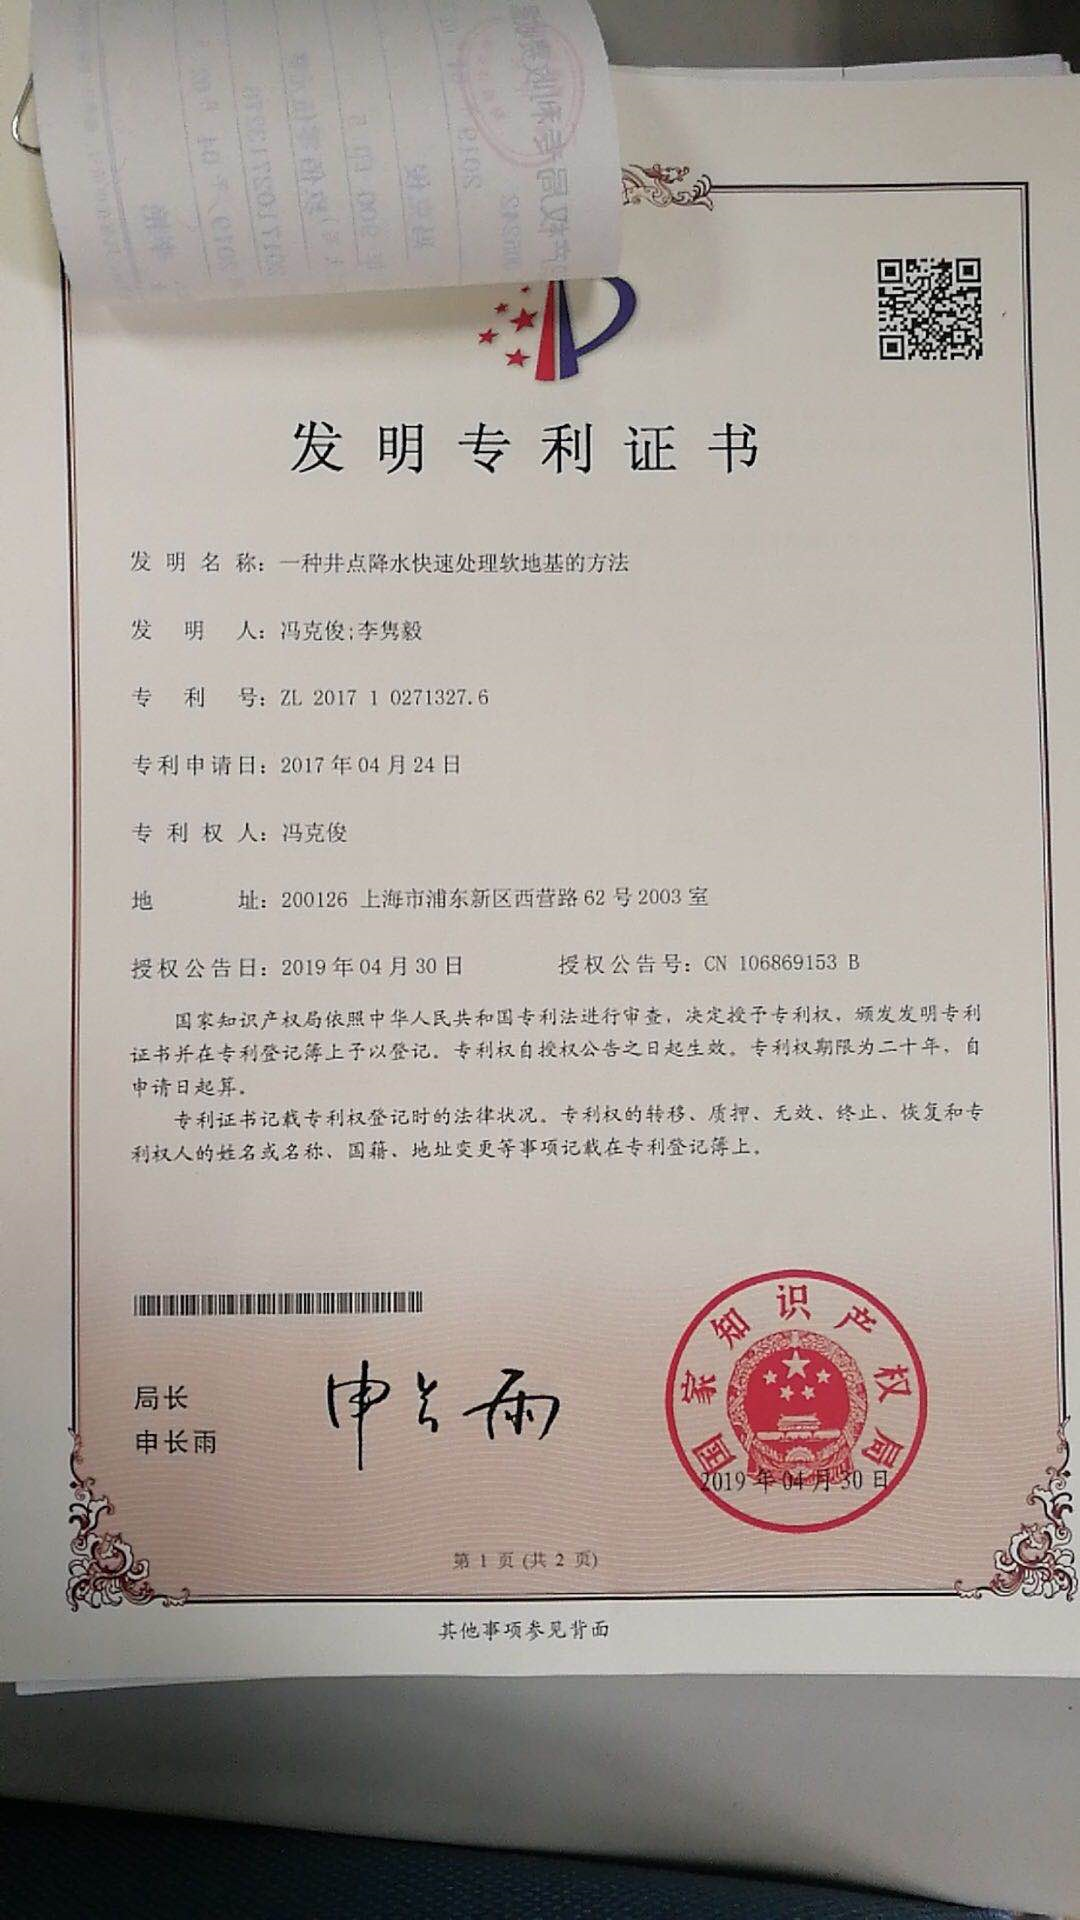 发明专利证书
发明名称：一种井点降水快速处理软地基的方法
发明人：冯克俊;李隽毅
专利号：ZL 2017 1 0271327.6
专利申请日：2017年04月24日
专利权人：冯克俊
地址：200126 上海市浦东新区西营路62号2003室
授权公告日：2019年04月30日 授权公告号：CN 106869153 B
国家知识产权局依照中华人民共和国专利法进行审查，决定授予专利权，颁发发明专利
证书并在专利登记簿上予以登记。专利权自授权公告之日起生效。专利权期限为二十年，自
申请日起算。
专利证书记载专利权登记时的法律状况。专利权的转移、质押、无效、终止、恢复和专
利权人的姓名或名称、国籍、地址变更等事项记载在专利登记簿上。
局长
申长雨
申长雨
国家知识产权局
2019年04月30日
第 1 页 (共 2 页)
其他事项参见背面